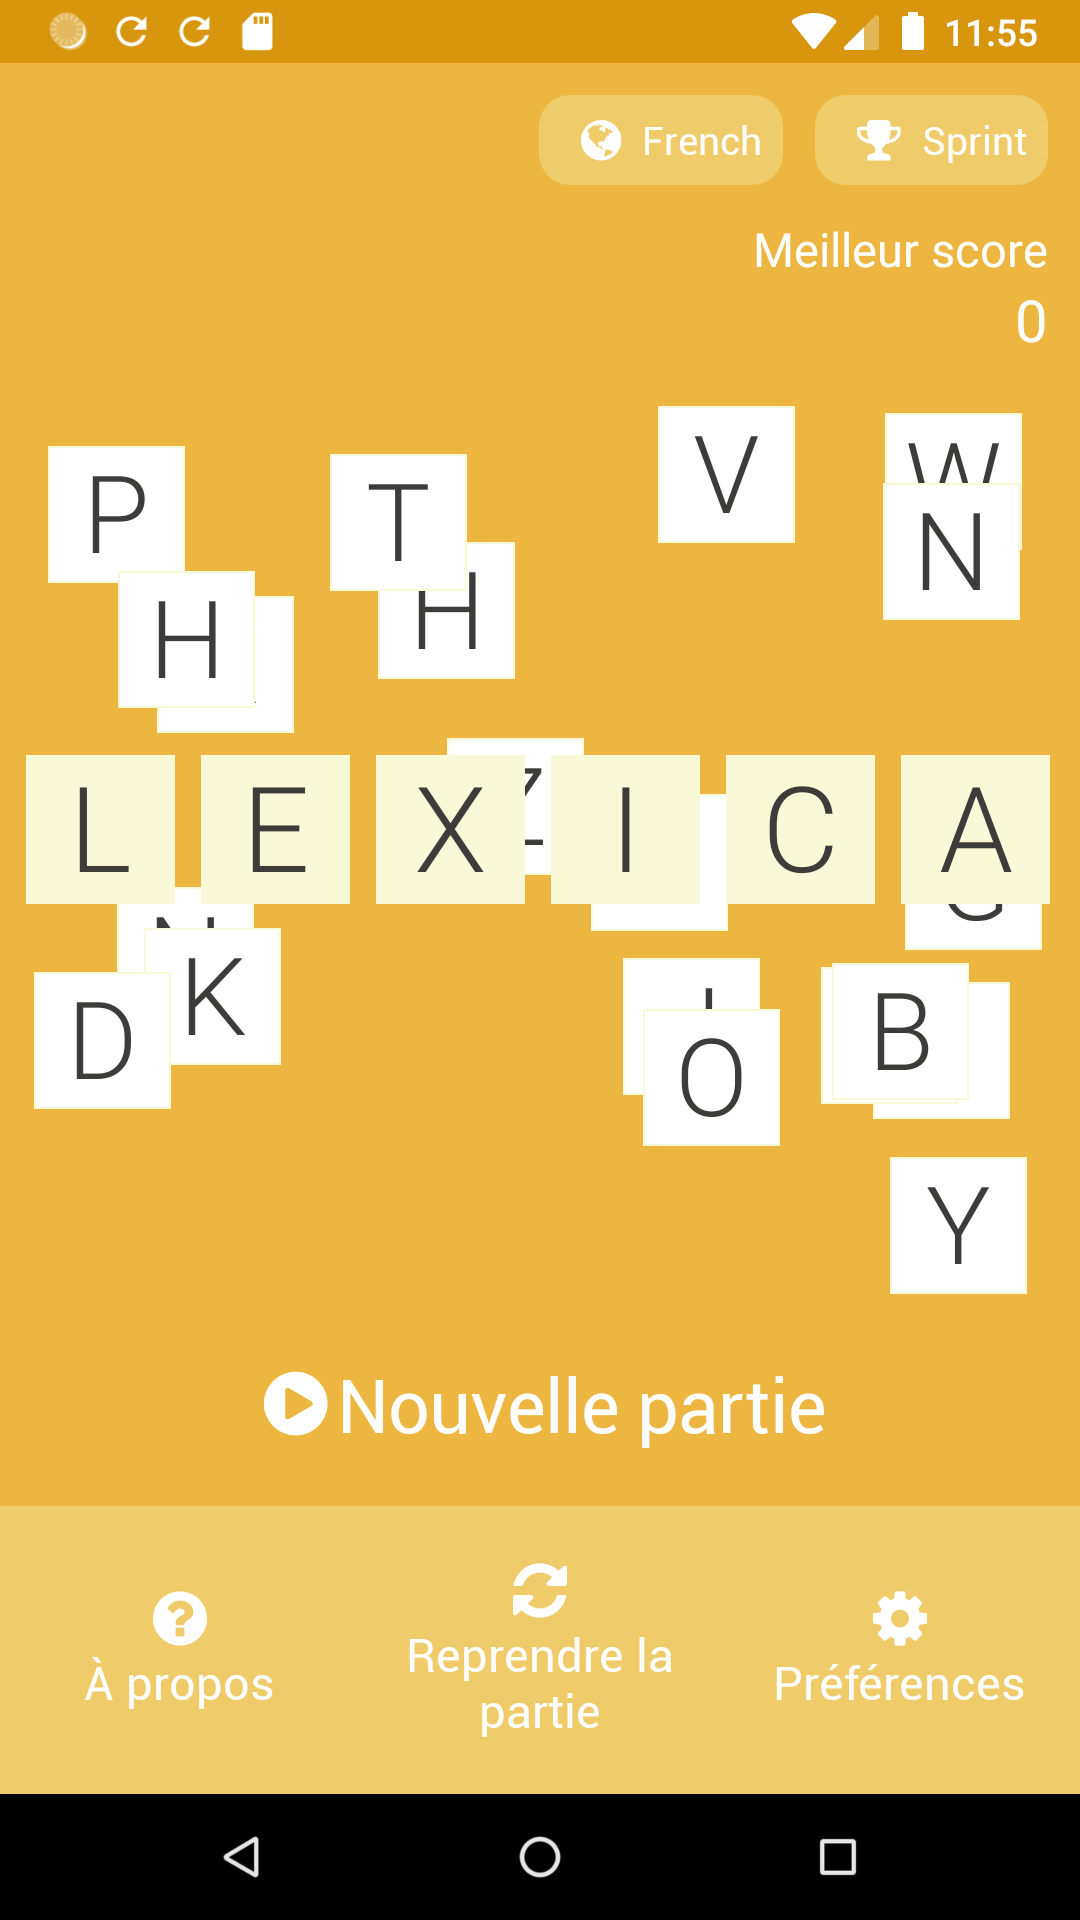 11:55
French
Sprint
Meilleur score
0
V
W
P
T
N
H
H
Z
L E X I C A
N
K
D
B
O
Y
Nouvelle partie
À propos
Reprendre la
partie
Préférences